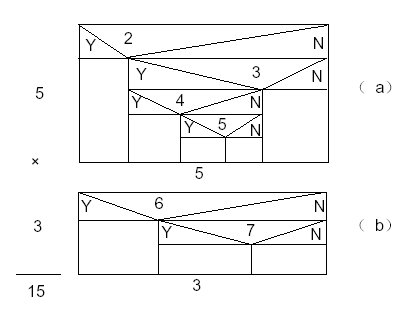 Y 2 N
Y 3 N
5 （ a）
Y 4 N
Y 5 N
×
5
Y 6 N
3 Y 7 N （ b）
3
15